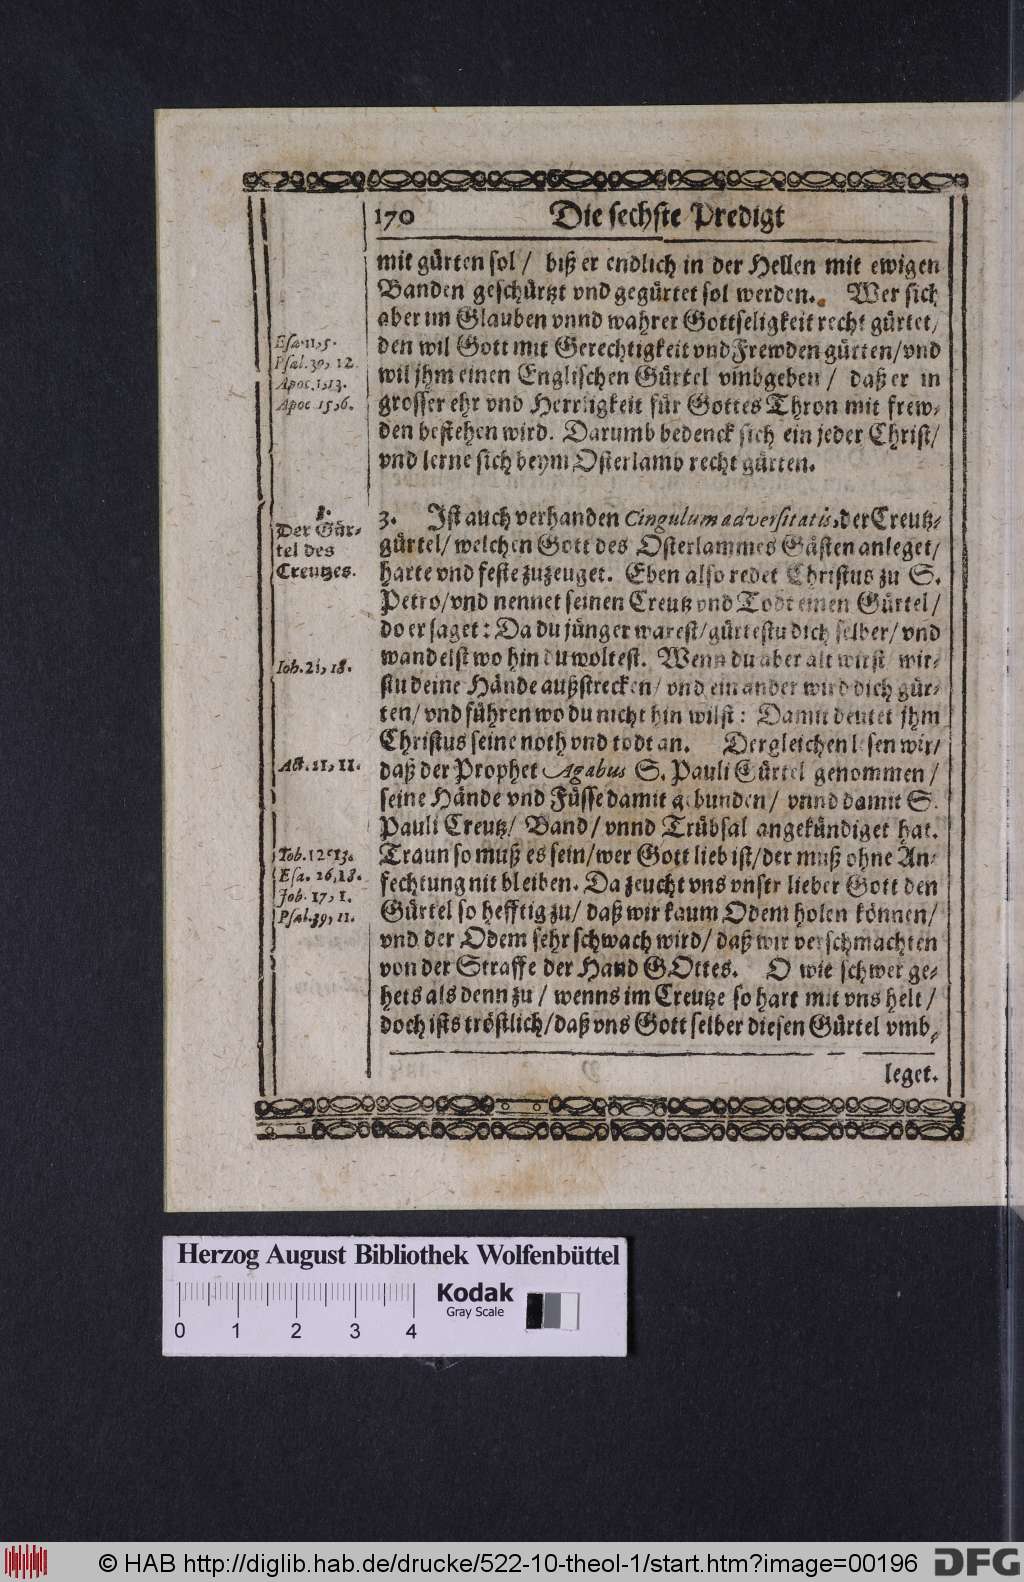 170 Die sechste Predigt
mit gürten sol / biß er endlich in der Hellen mit ewigen
Banden geschürtzt vnd gegürtet sol werden. Wer sich
aber im Glauben vnnd wahrer Gottseligkeit recht gürtet/
den wil Gott mit Gerechtigkeit vnd Frewden gürten/vnd
wil jhm einen Englischen Gürtel vmbgeben / daß er in
grosser ehr vnd Herrligkeit für Gottes Thron mit frew-
den bestehen wird. Darumb bedenck sich ein jeder Christ/
vnd lerne sich beym Osterlamb recht gürten.
Esa. 11, 5.
Psal. 30, 12.
Apoc. 1, 13.
Apoc. 15, 6.
3. Ist auch verhanden Cingulum adversitatis, der Creutz-
gürtel/ welchen Gott des Osterlammes Gästen anleget/
harte vnd feste zuzeuget. Eben also redet Christus zu S.
Petro/vnd nennet seinen Creutz vnd Todt einen Gürtel/
do er saget: Da du jünger warest/gürtestu dich selber/ vnd
wandelst wo hin du woltest. Wenn du aber alt wirst wir-
stu deine Hände außstrecken/ vnd ein ander wird dich gür-
ten/ vnd führen wo du nicht hin wilst: Damit deutet jhm
Christus seine noth vnd todt an. Dergleichen lesen wir/
daß der Prophet Agabus S. Pauli Gürtel genommen/
seine Hände vnd Füsse damit gebunden/ vnnd damit S.
Pauli Creutz/ Band/ vnnd Trübsal angekündiget hat.
Traun so muß es sein/wer Gott lieb ist/der muß ohne An-
fechtung nit bleiben. Da zeucht vns vnser lieber Gott den
Gürtel so hefftig zu/ daß wir kaum Odem holen können/
vnd der Odem sehr schwach wird/ daß wir verschmachten
von der Straffe der Hand GOttes. O wie schwer ge-
hets als denn zu / wenns im Creutze so hart mit vns helt/
doch ists tröstlich/daß vns Gott selber diesen Gürtel vmb-
leget.
Der Gür-
tel des
Creutzes.
Ioh. 21, 18.
Act. 21, 11.
Tob. 12. 13.
Esa. 26, 18.
Job. 17, 1.
Psal. 39, 11.
Herzog August Bibliothek Wolfenbüttel
0 1 2 3 4
Kodak
Gray Scale
© HAB http://diglib.hab.de/drucke/522-10-theol-1/start.htm?image=00196
DFG